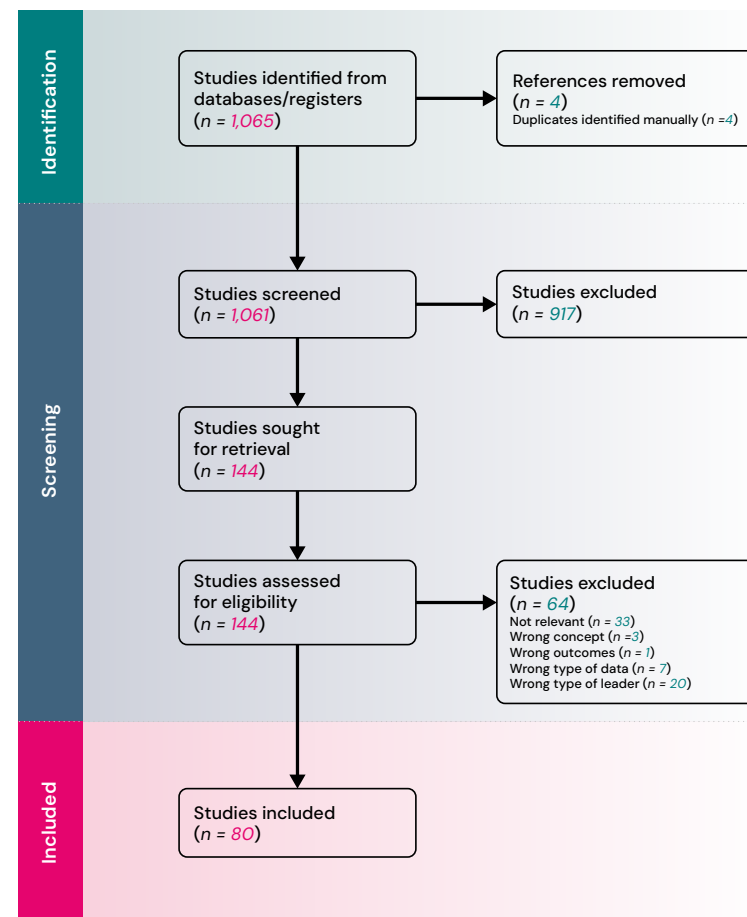 Identification
Studies identified from
databases/registers
(n = 1,065)
References removed
(n = 4)
Duplicates identified manually (n =4)
Screening
Studies screened
(n = 1,061)
Studies excluded
(n = 917)
Studies sought
for retrieval
(n = 144)
Studies assessed
for eligibility
(n = 144)
Studies excluded
(n = 64)
Not relevant (n = 33)
Wrong concept (n =3)
Wrong outcomes (n = 1)
Wrong type of data (n = 7)
Wrong type of leader (n = 20)
Included
Studies included
(n = 80)